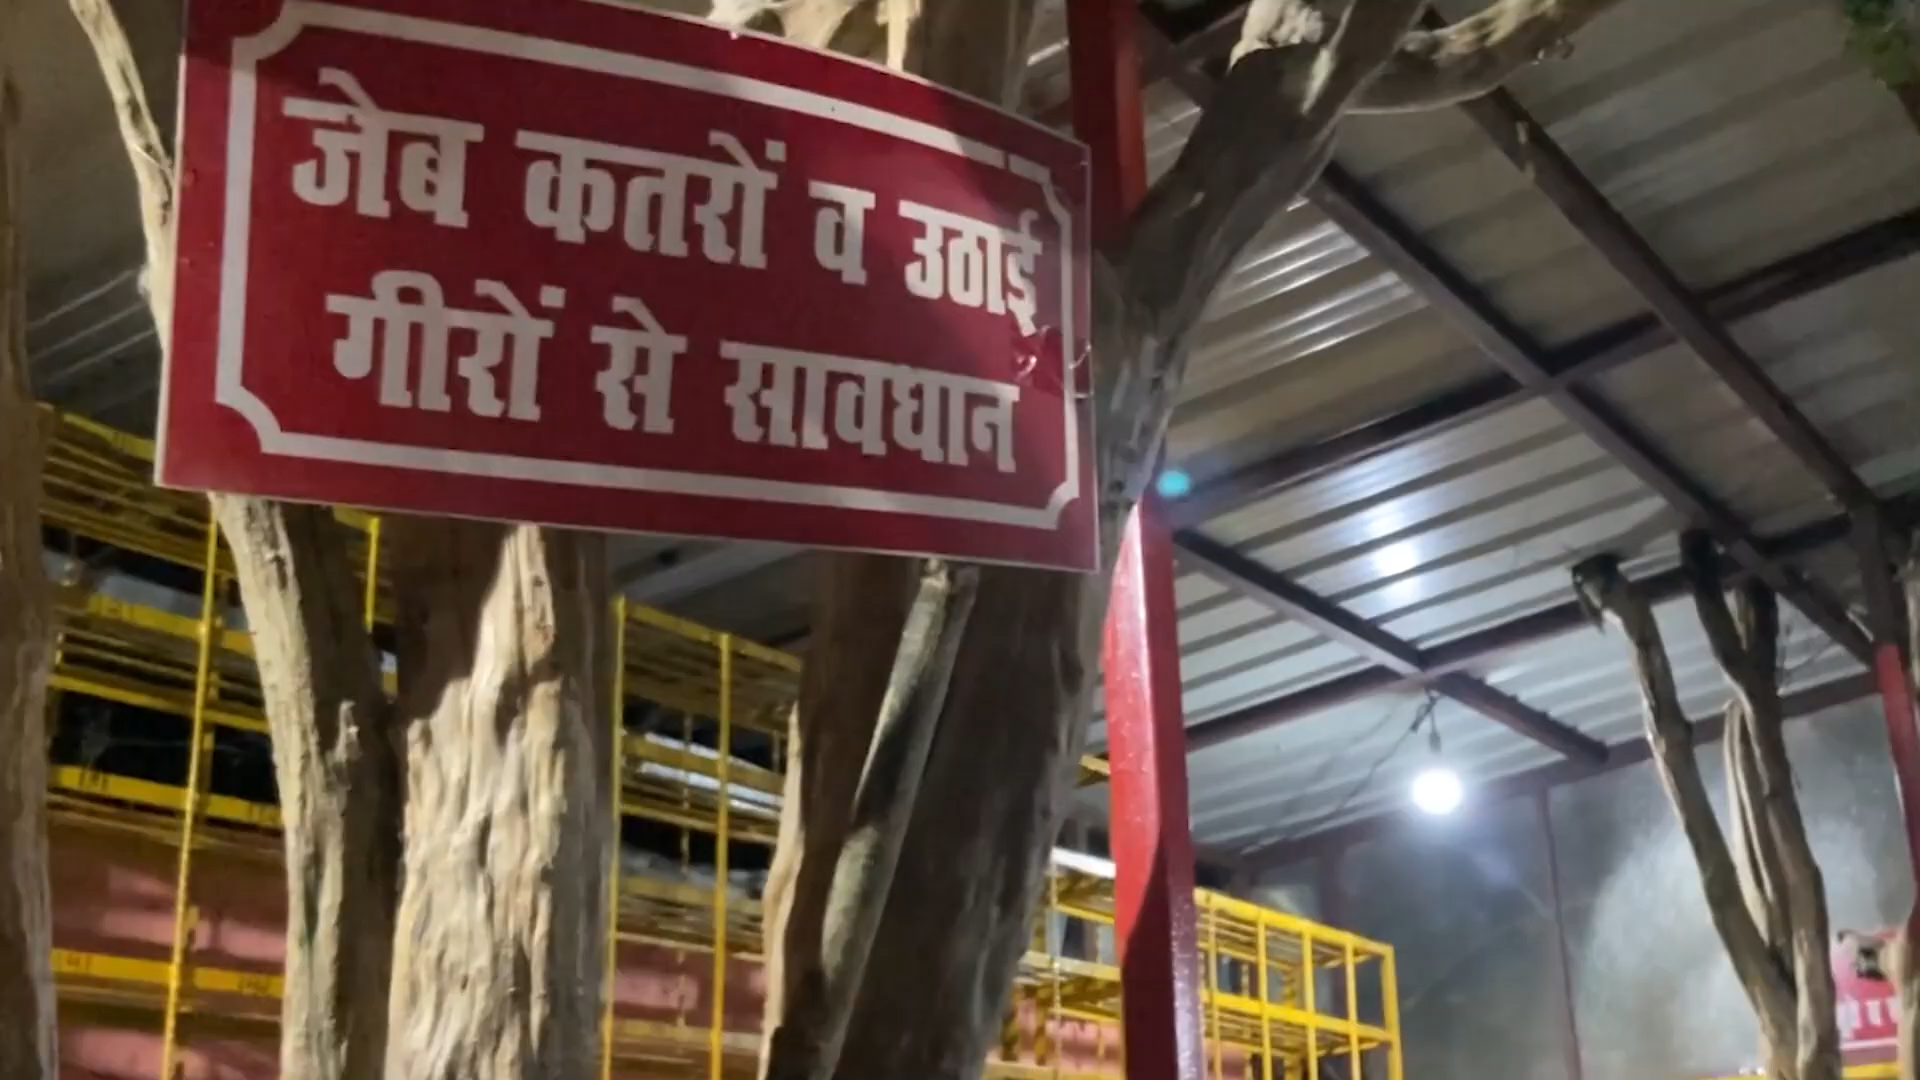 जेब कतरों व उठाई
गीरों से सावधान